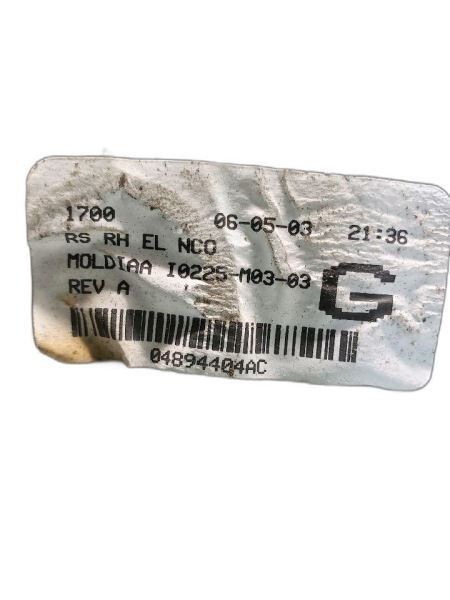 1700 06-05-03 21:36
RS RH EL NCO
MOLDIAA I0225-M03-03
REV A
G
04894404AC